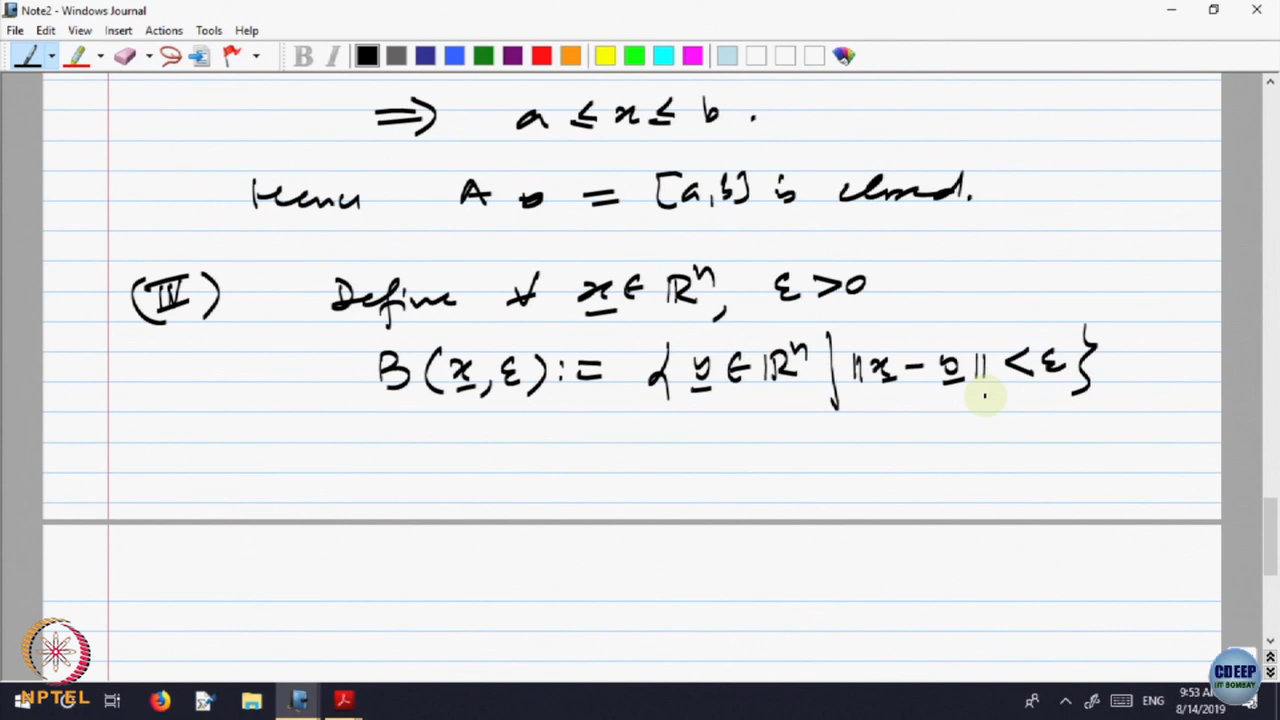 Note2 - Windows Journal
File Edit View Insert Actions Tools Help
B I
⟹ a ≤ x ≤ b .
Hence A = [a,b] is closed.
(IV) Define ∀ x ∈ ℝⁿ, ε > 0
B(x, ε) := { y ∈ ℝⁿ | ||x - y|| < ε }
NPTEL
CDEEP
IIT BOMBAY
ENG
9:53 A
8/14/2019